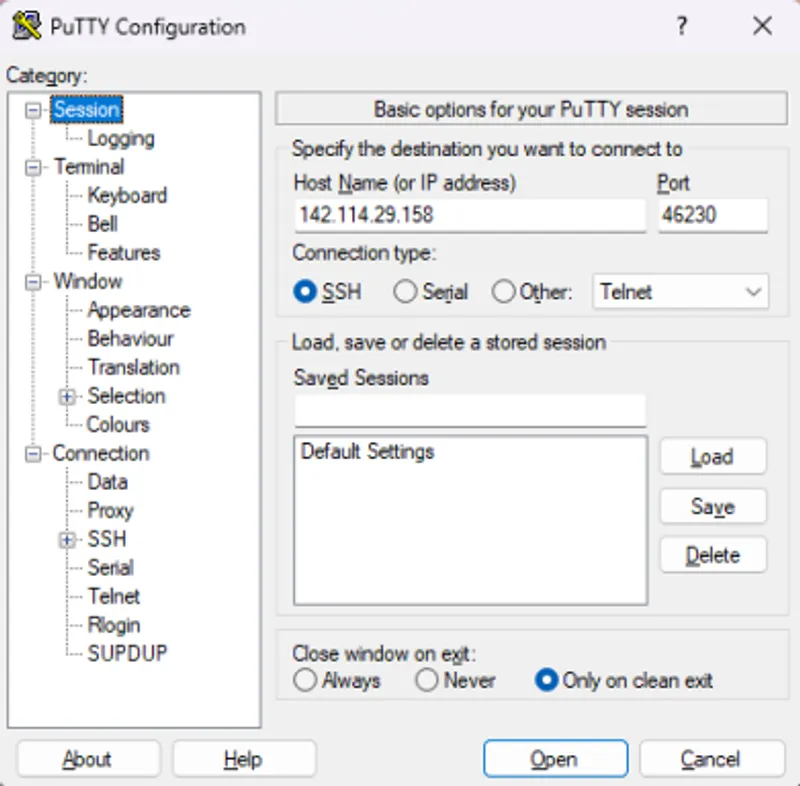 PuTTY Configuration
? ×
Category:
Session
Logging
Terminal
Keyboard
Bell
Features
Window
Appearance
Behaviour
Translation
Selection
Colours
Connection
Data
Proxy
SSH
Serial
Telnet
Rlogin
SUPDUP
Basic options for your PuTTY session
Specify the destination you want to connect to
Host Name (or IP address) Port
142.114.29.158 46230
Connection type:
SSH Serial Other: Telnet
Load, save or delete a stored session
Saved Sessions
Default Settings
Load
Save
Delete
Close window on exit:
Always Never Only on clean exit
About Help Open Cancel